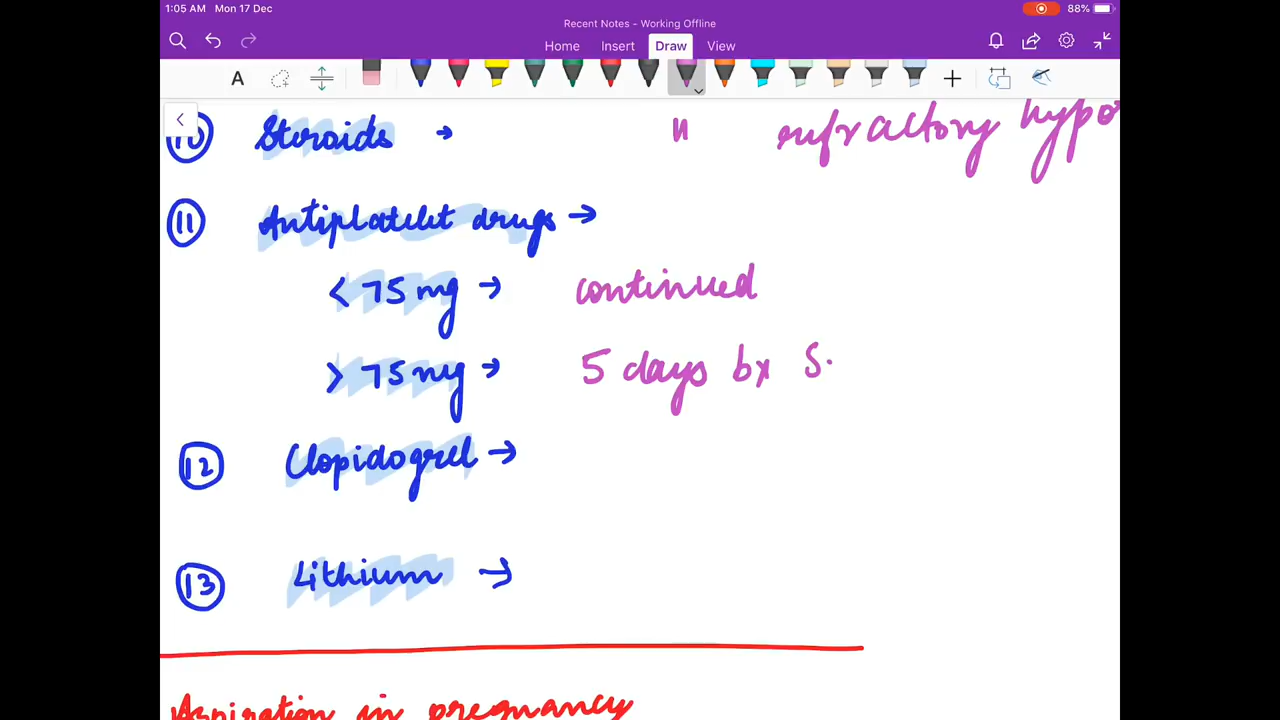 1:05 AM Mon 17 Dec
88%
Recent Notes - Working Offline
Home Insert Draw View
A
10 Steroids → " refractory hypo
11 Antiplatelet drugs →
< 75 mg → continued
> 75 mg → 5 days bx S.
12 Clopidogrel →
13 Lithium →
Aspiration in pregnancy